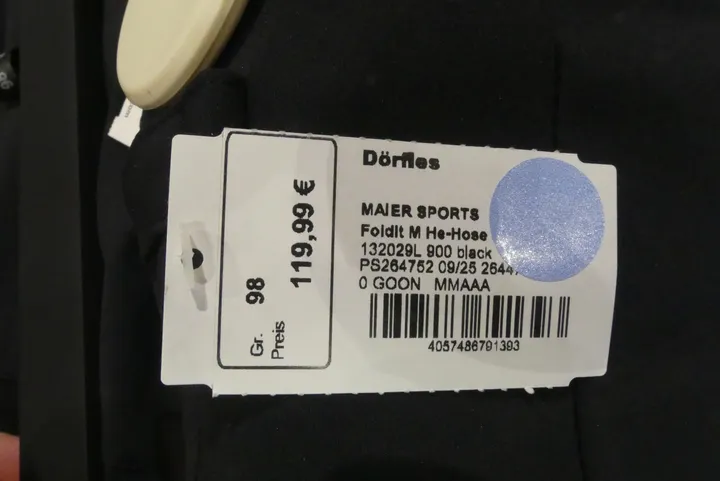 Dörfles
MAIER SPORTS
Foldit M He-Hose
132029L 900 black
PS264752 09/25
0 GOON MMAAA
4057486791393
Gr. 98
Preis 119,99 €